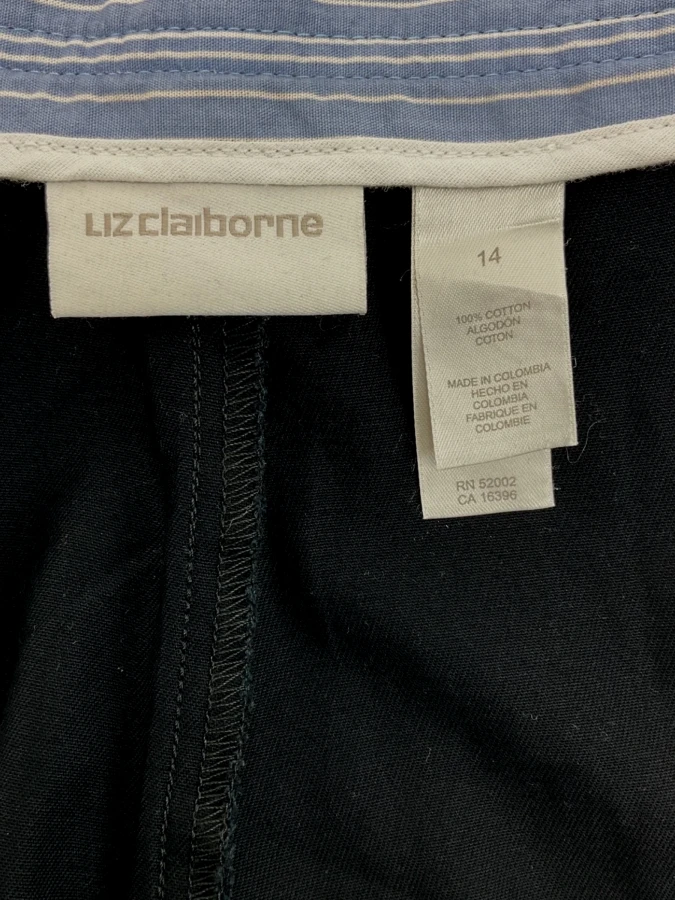 LIZ claiborne
14
100% COTTON
ALGODÓN
COTON
MADE IN COLOMBIA
HECHO EN
COLOMBIA
FABRIQUE EN
COLOMBIE
RN 52002
CA 16396